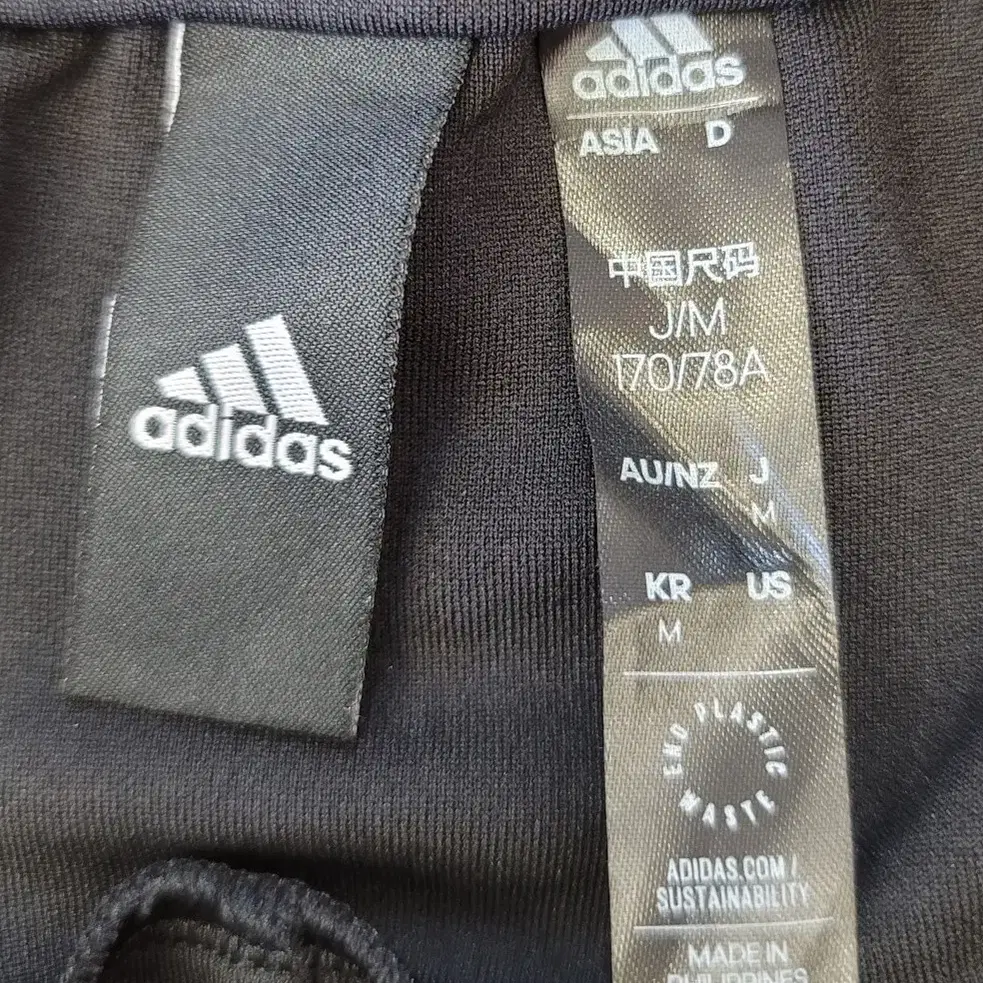 adidas
adidas
ASIA D
中国尺码
J/M
170/78A
AU/NZ J
M
KR US
M
END PLASTIC WASTE
ADIDAS.COM/
SUSTAINABILITY
MADE IN
PHILIPPINES